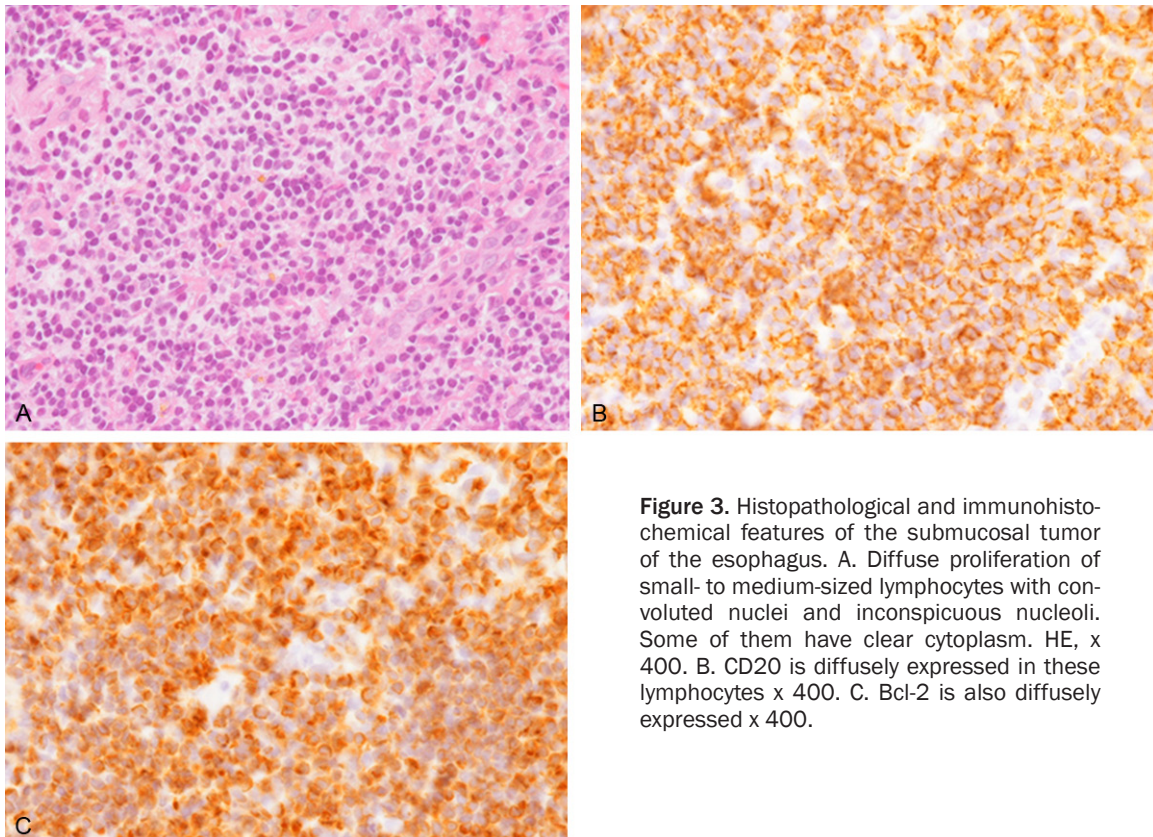 A
B
C
Figure 3. Histopathological and immunohisto-
chemical features of the submucosal tumor
of the esophagus. A. Diffuse proliferation of
small- to medium-sized lymphocytes with con-
voluted nuclei and inconspicuous nucleoli.
Some of them have clear cytoplasm. HE, x
400. B. CD20 is diffusely expressed in these
lymphocytes x 400. C. Bcl-2 is also diffusely
expressed x 400.